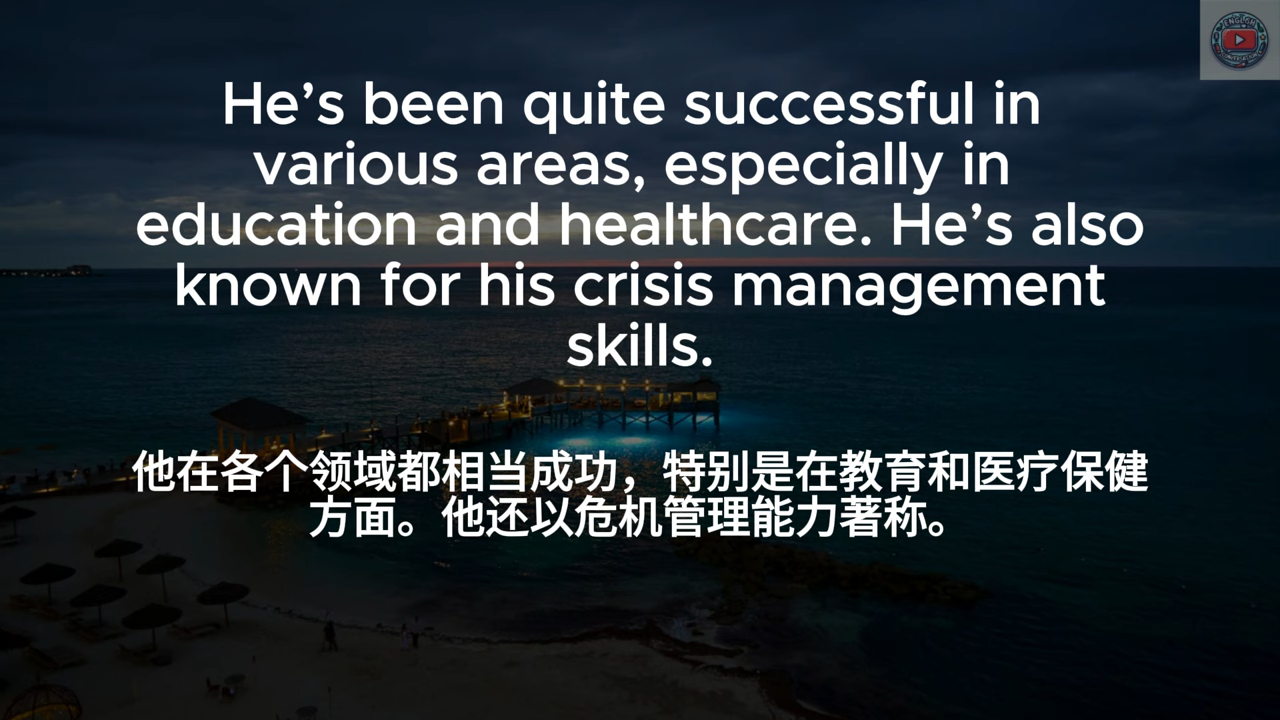 He’s been quite successful in
various areas, especially in
education and healthcare. He’s also
known for his crisis management
skills.
他在各个领域都相当成功，特别是在教育和医疗保健
方面。他还以危机管理能力著称。